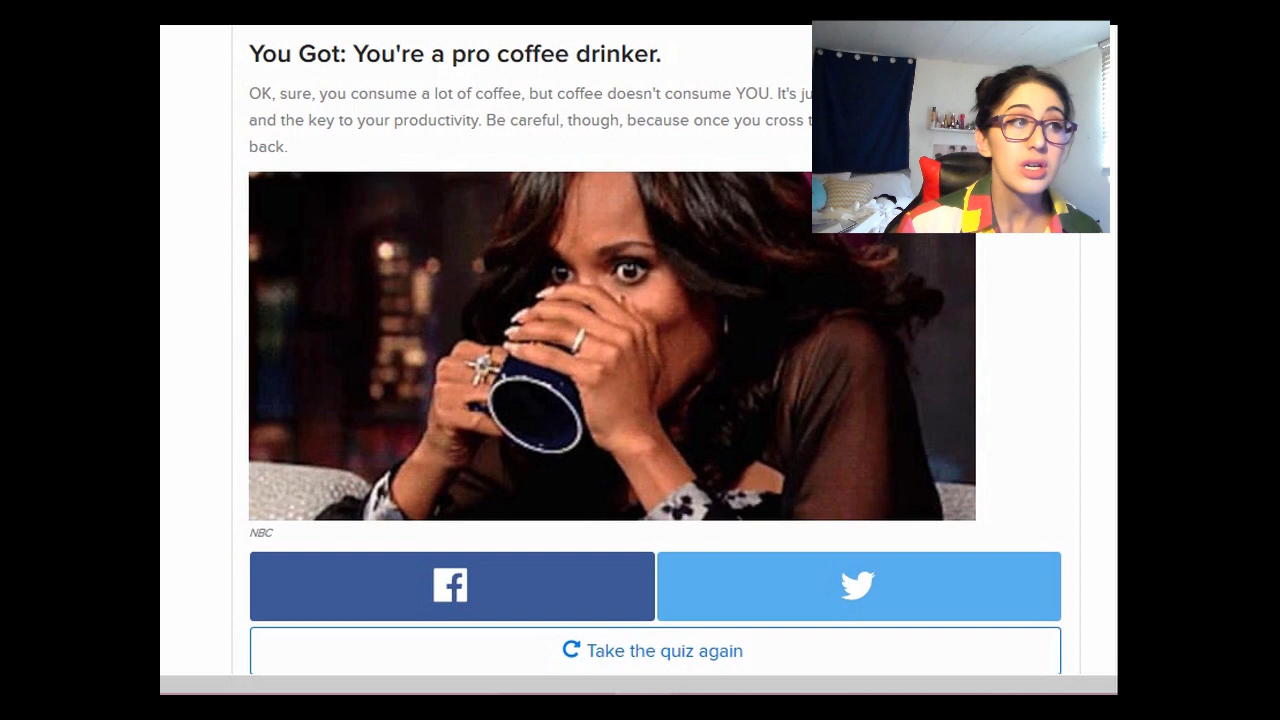 You Got: You're a pro coffee drinker.
OK, sure, you consume a lot of coffee, but coffee doesn't consume YOU. It's
and the key to your productivity. Be careful, though, because once you cross
back.
NBC
Take the quiz again